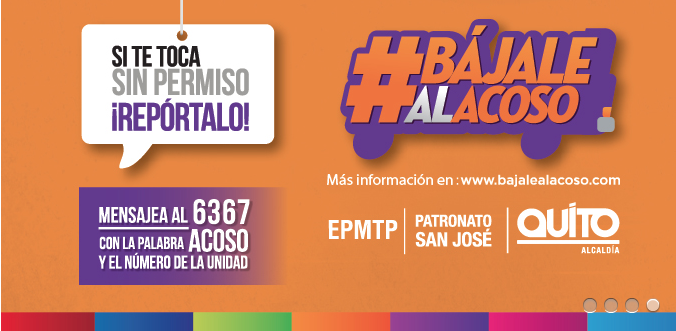 SI TE TOCA
SIN PERMISO
¡REPÓRTALO!
MENSAJEA AL 6367
CON LA PALABRA ACOSO
Y EL NÚMERO DE LA UNIDAD
#BÁJALE
ALACOSO
Más información en : www.bajalealacoso.com
EPMTP
PATRONATO
SAN JOSÉ
QUITO
ALCALDÍA